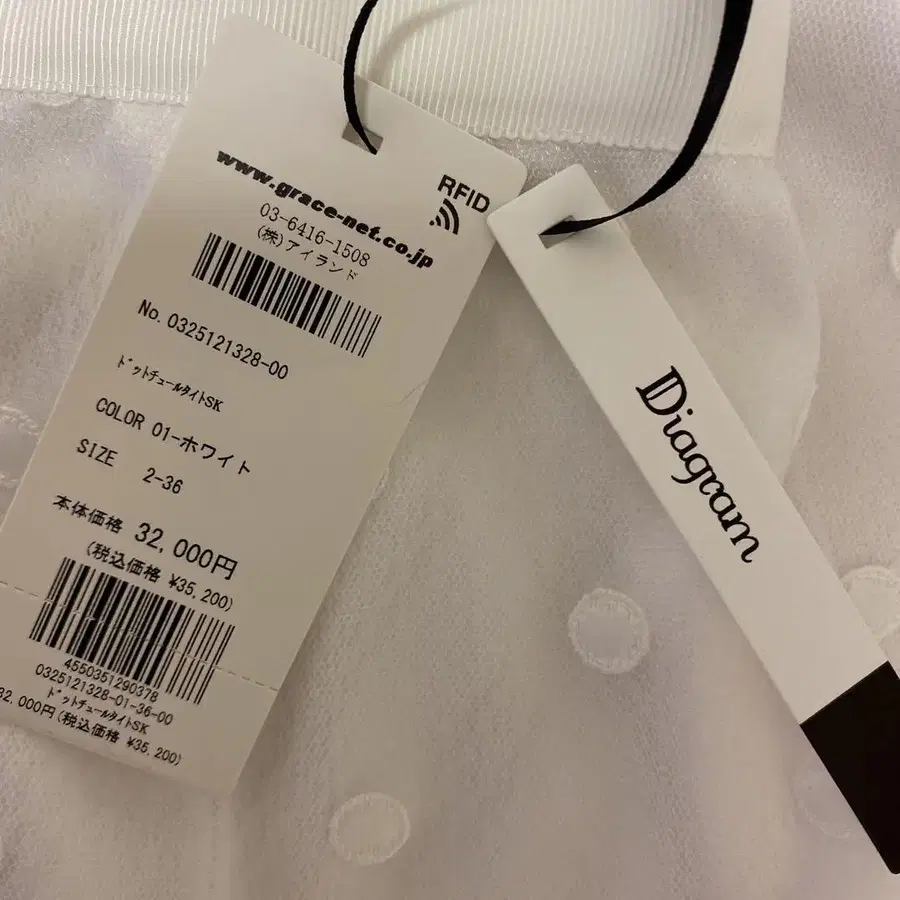 www.grace-net.co.jp
RFID
03-6416-1508
(株)アイランド
No. 0325121328-00
ﾄﾞｯﾄﾁｭｰﾙﾀｲﾄSK
COLOR 01-ホワイト
SIZE 2-36
本体価格 32,000円
(税込価格 ¥35,200)
4550351290378
0325121328-01-36-00
ﾄﾞｯﾄﾁｭｰﾙﾀｲﾄSK
32,000円(税込価格 ¥35,200)
Diagram